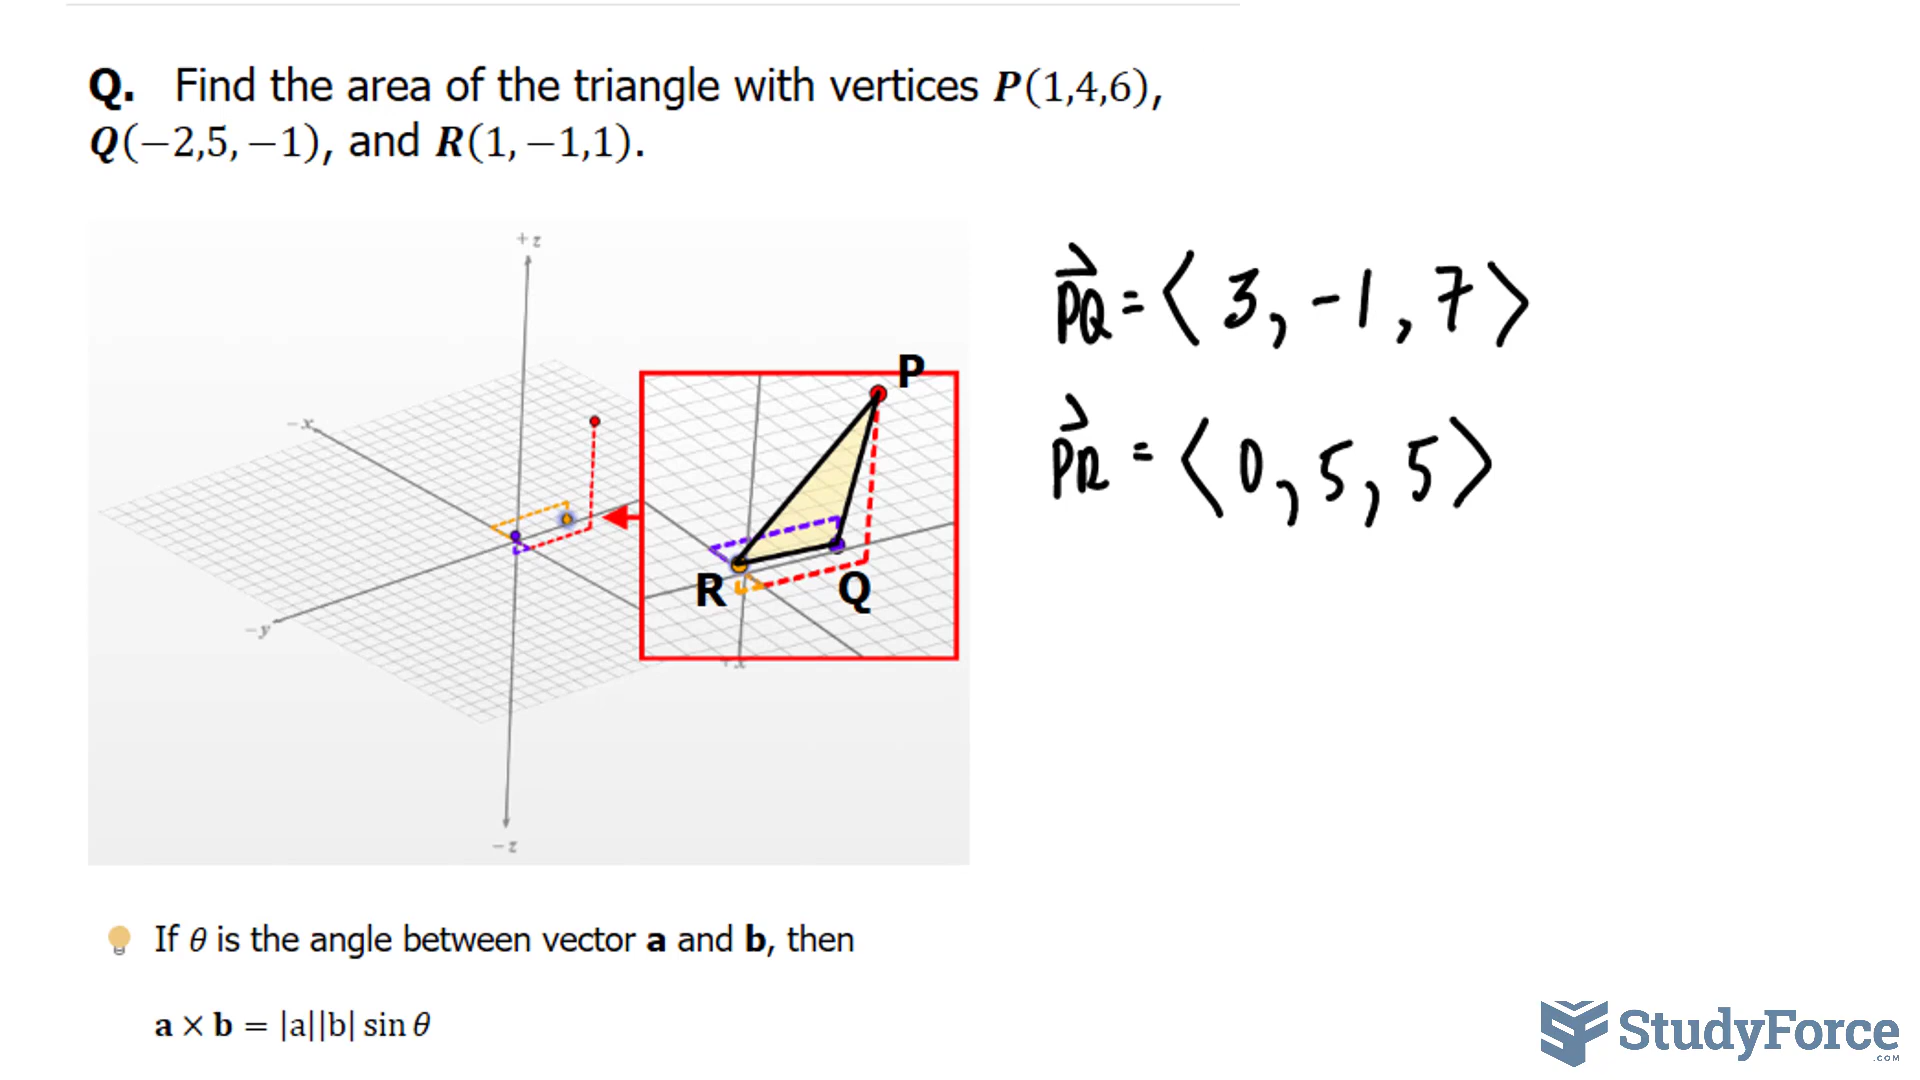 Q. Find the area of the triangle with vertices P(1,4,6),
Q(−2,5,−1), and R(1,−1,1).
+z
−x
−y
+x
−z
P
R
Q
PQ = ⟨3, -1, 7⟩
PR = ⟨0, 5, 5⟩
If θ is the angle between vector a and b, then
a × b = |a||b| sin θ
StudyForce
.COM